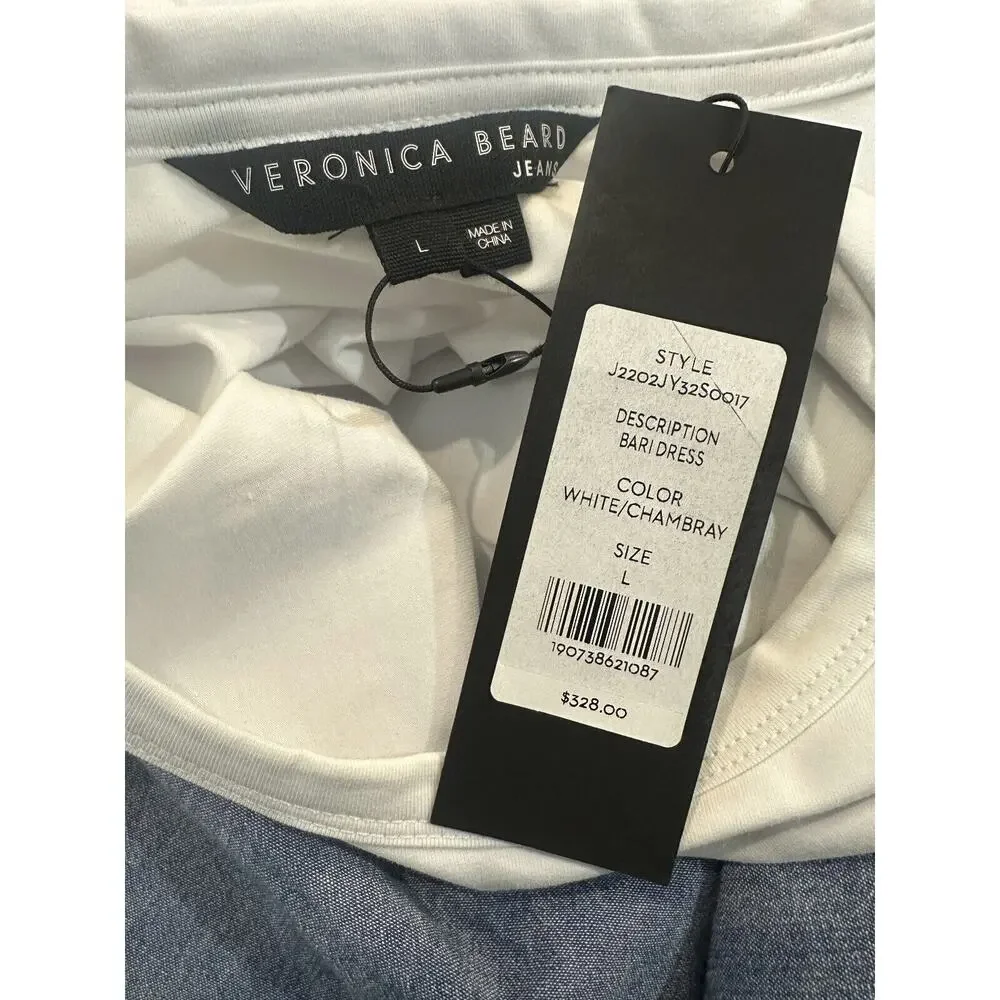 VERONICA BEARD
JEANS
L
MADE IN
CHINA
STYLE
J2202JY32S0017
DESCRIPTION
BARI DRESS
COLOR
WHITE/CHAMBRAY
SIZE
L
190738621087
$328.00